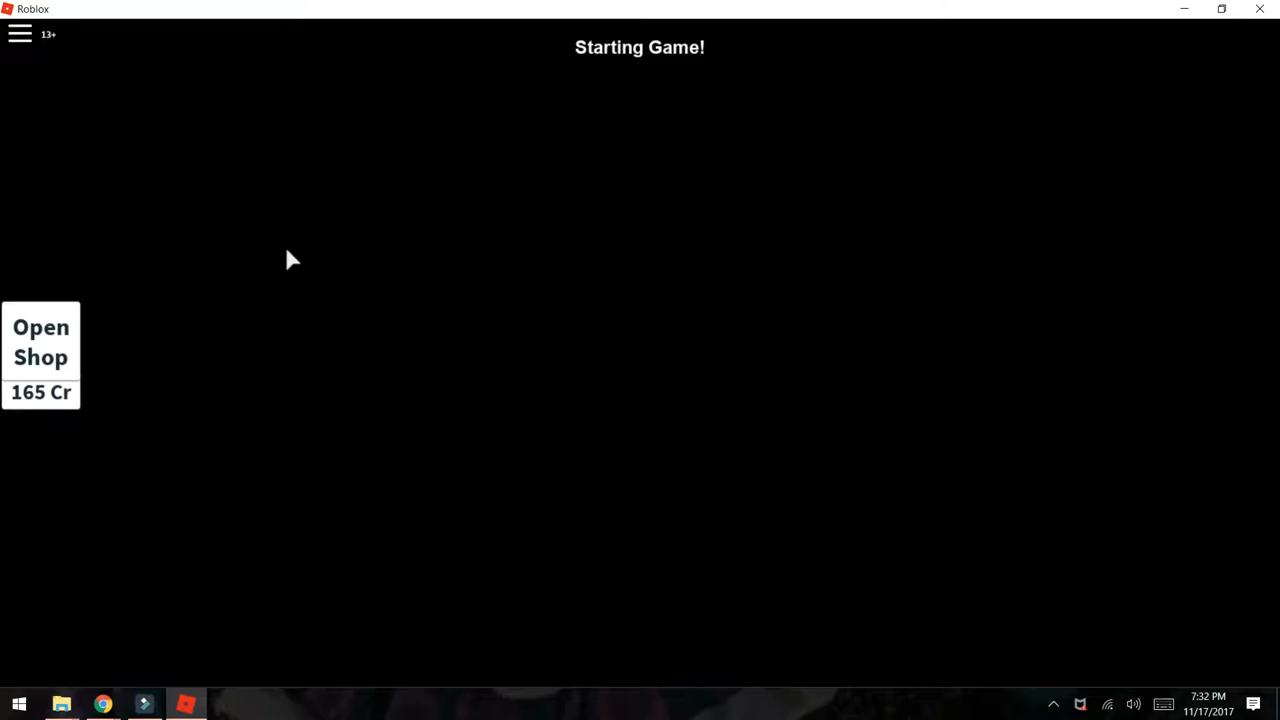 Roblox
13+
Starting Game!
Open
Shop
165 Cr
7:32 PM
11/17/2017